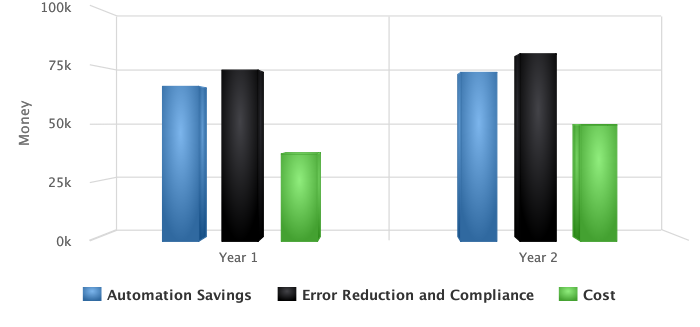 100k
75k
50k
25k
0k
Money
Year 1
Year 2
Automation Savings
Error Reduction and Compliance
Cost